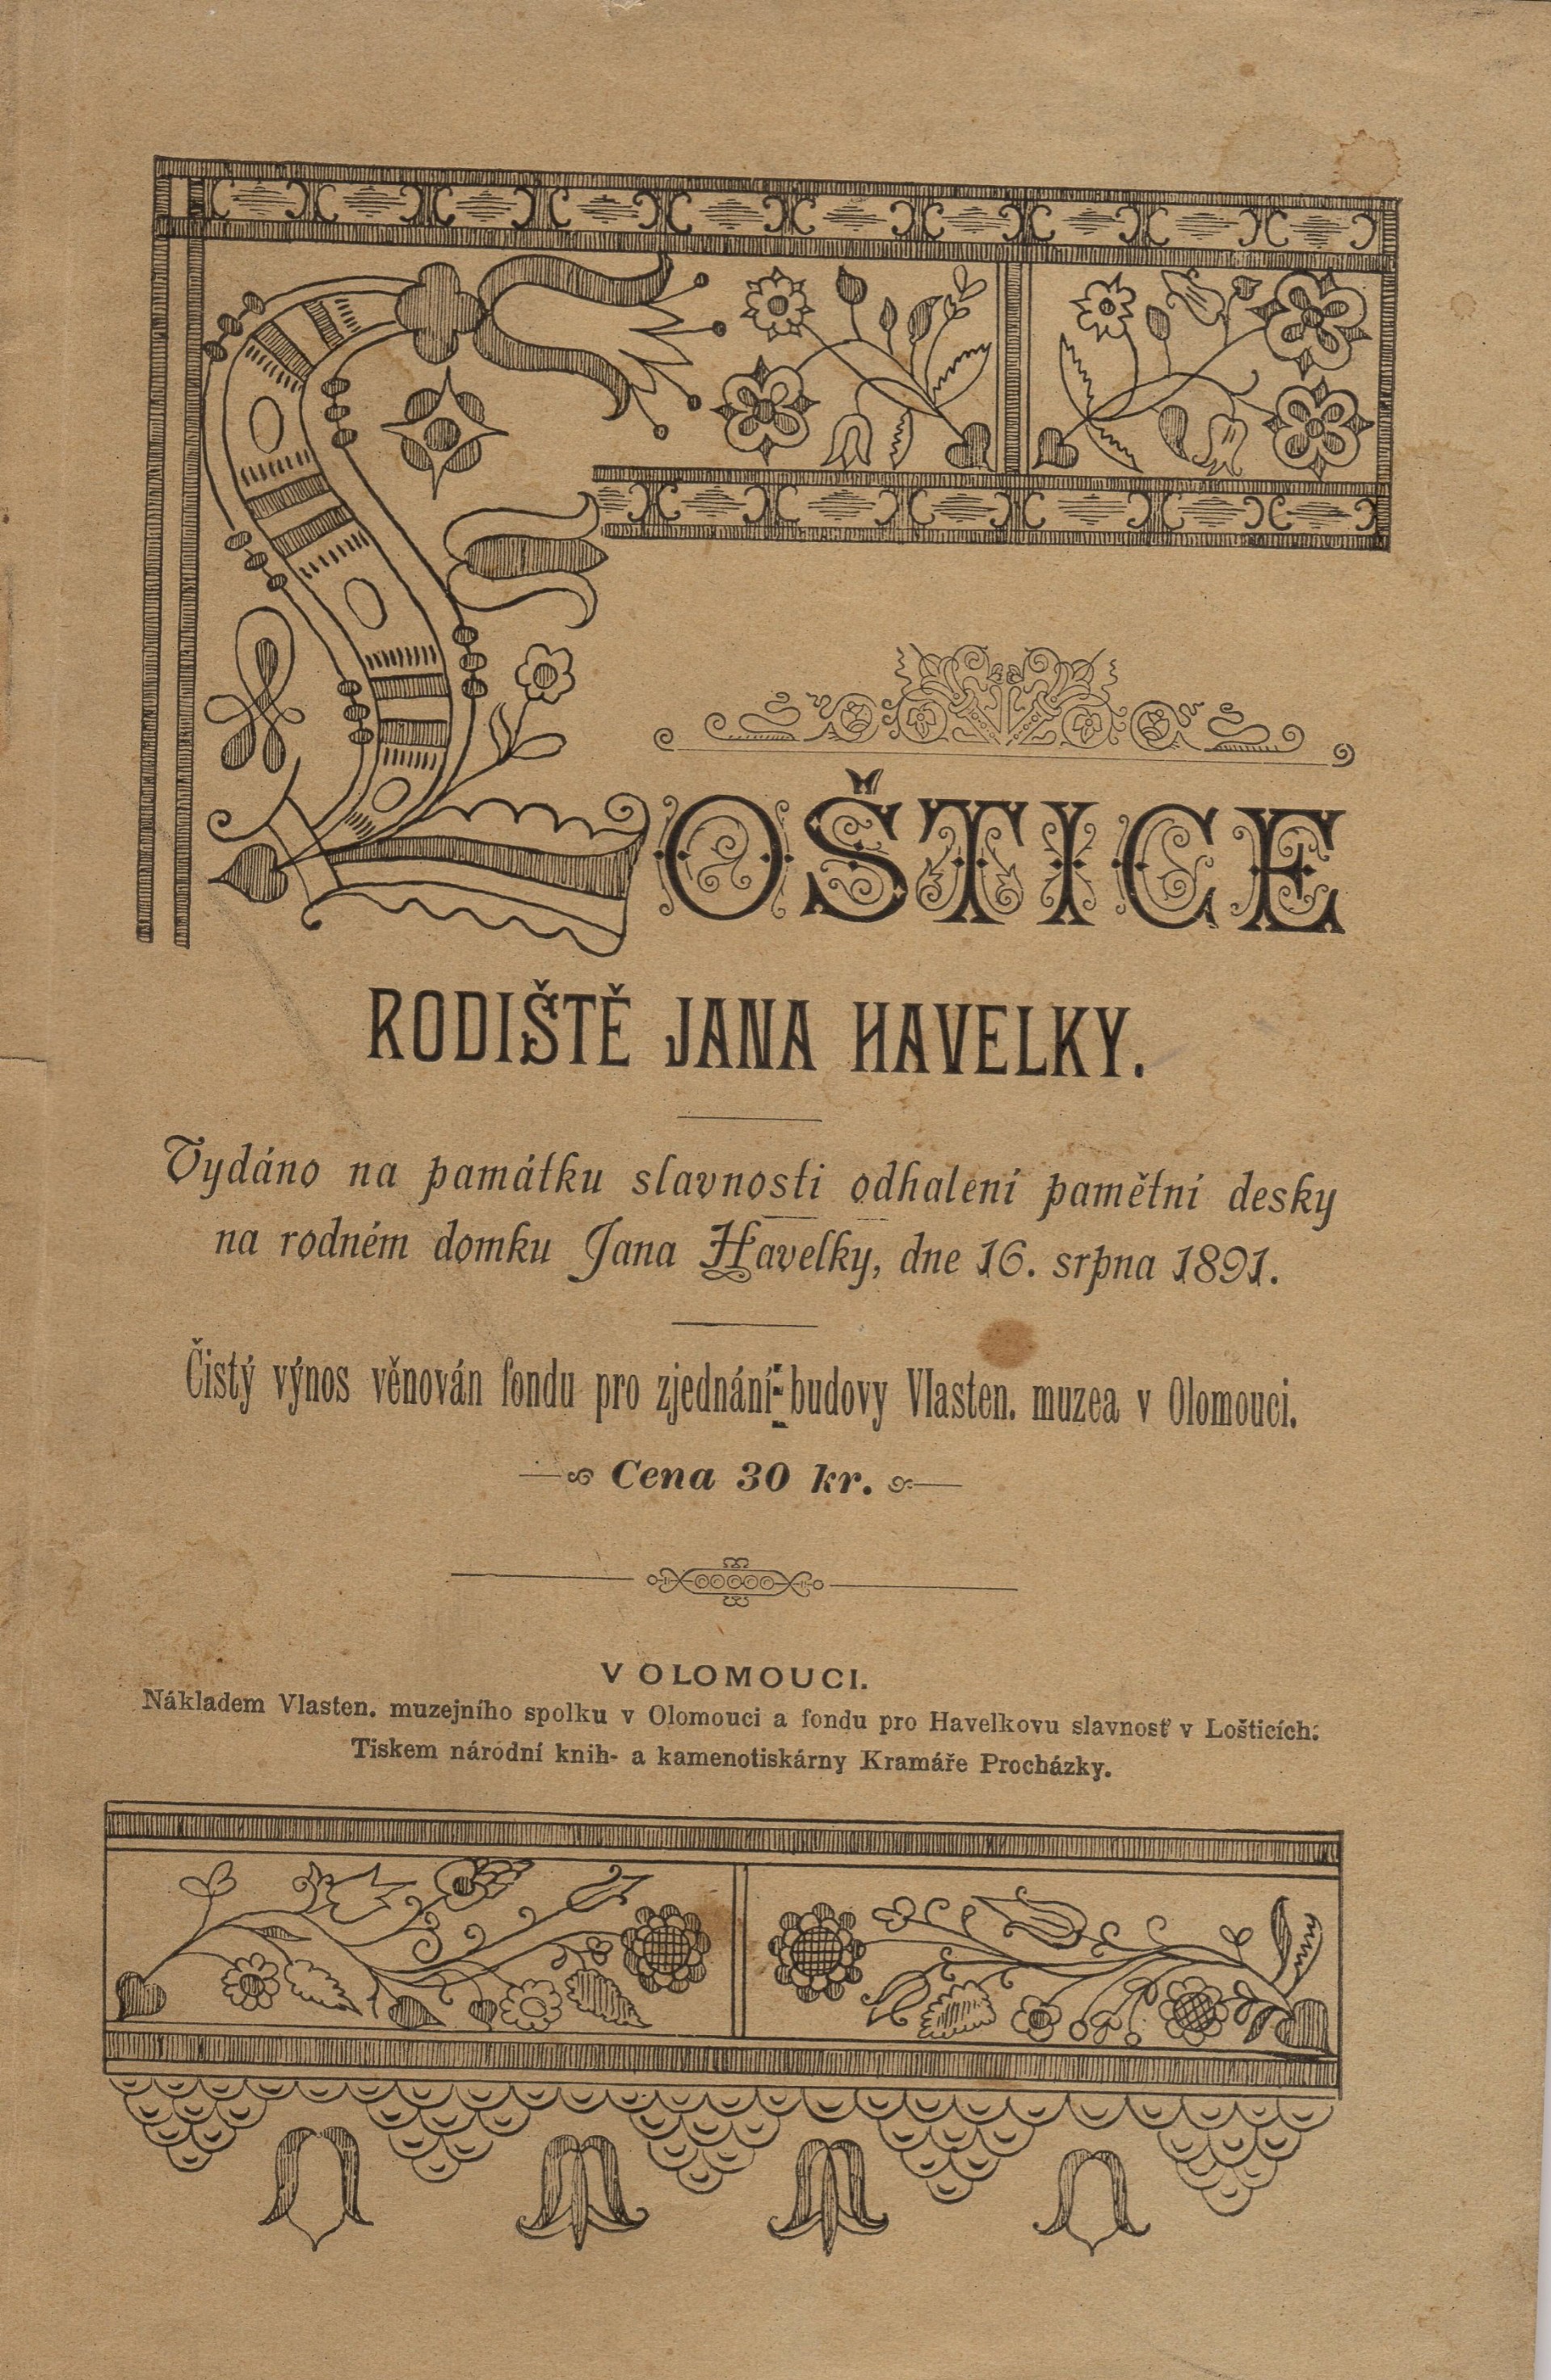 LOŠTICE
RODIŠTĚ JANA HAVELKY.
Vydáno na památku slavnosti odhalení pamětní desky
na rodném domku Jana Havelky, dne 16. srpna 1891.
Čistý výnos věnován fondu pro zjednání budovy Vlasten. muzea v Olomouci.
Cena 30 kr.
V OLOMOUCI.
Nákladem Vlasten. muzejního spolku v Olomouci a fondu pro Havelkovu slavnosť v Lošticích.
Tiskem národní knih- a kamenotiskárny Kramáře Procházky.